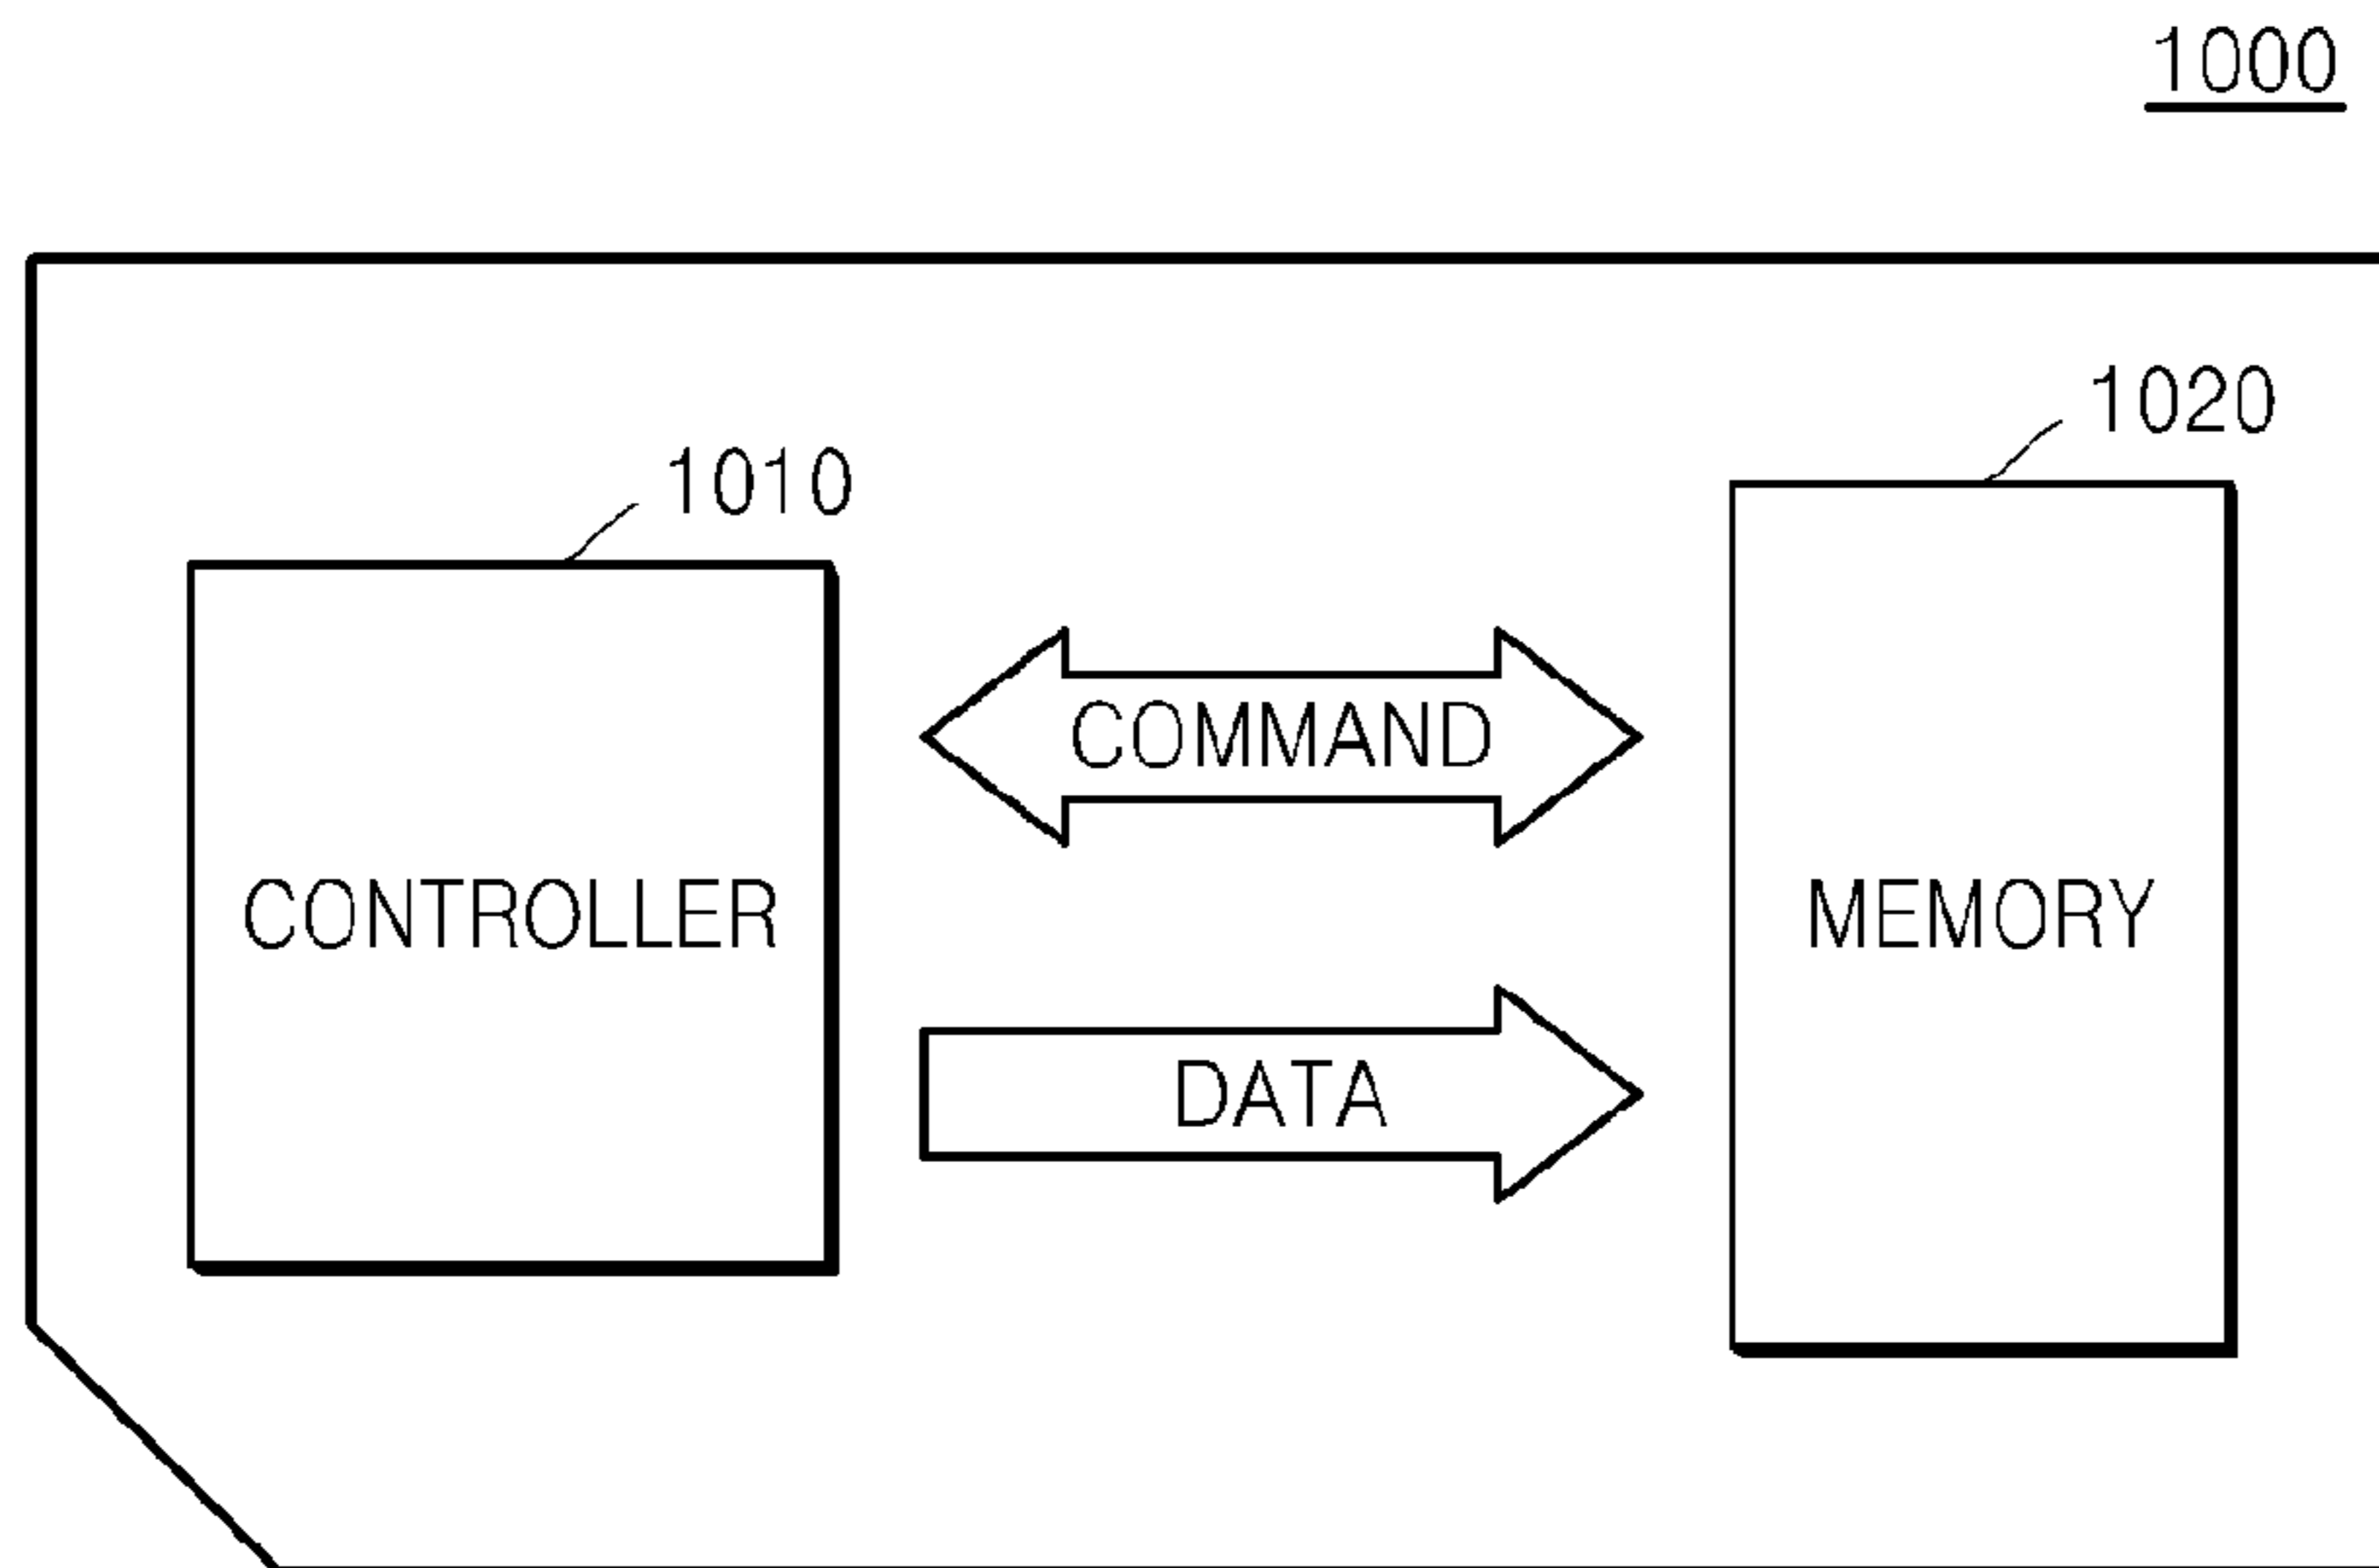 1000
1020
1010
COMMAND
CONTROLLER
MEMORY
DATA